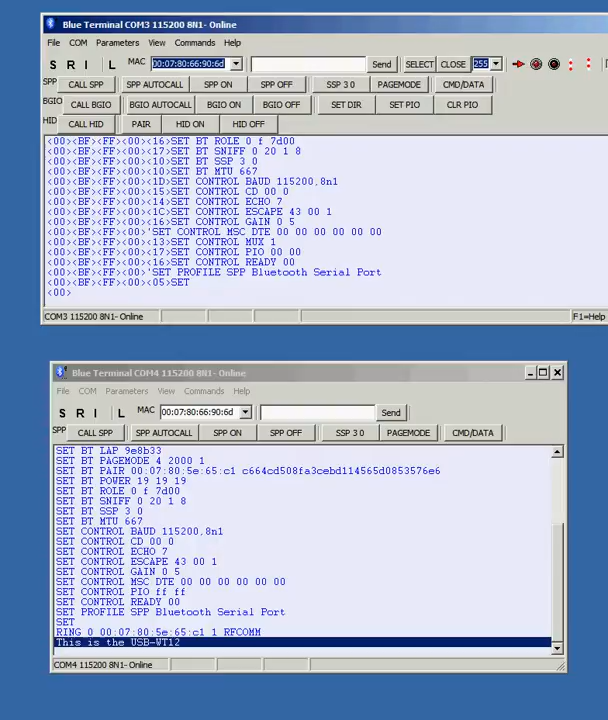 Blue Terminal COM3 115200 8N1- Online
File COM Parameters View Commands Help
S R I L MAC 00:07:80:66:90:6d Send SELECT CLOSE 255
SPP CALL SPP SPP AUTOCALL SPP ON SPP OFF SSP 3 0 PAGEMODE CMD/DATA
BGIO CALL BGIO BGIO AUTOCALL BGIO ON BGIO OFF SET DIR SET PIO CLR PIO
HID CALL HID PAIR HID ON HID OFF
<00><BF><FF><00><16>SET BT ROLE 0 f 7d00
<00><BF><FF><00><17>SET BT SNIFF 0 20 1 8
<00><BF><FF><00><10>SET BT SSP 3 0
<00><BF><FF><00><10>SET BT MTU 667
<00><BF><FF><00><1D>SET CONTROL BAUD 115200,8n1
<00><BF><FF><00><15>SET CONTROL CD 00 0
<00><BF><FF><00><14>SET CONTROL ECHO 7
<00><BF><FF><00><1C>SET CONTROL ESCAPE 43 00 1
<00><BF><FF><00><16>SET CONTROL GAIN 0 5
<00><BF><FF><00>'SET CONTROL MSC DTE 00 00 00 00 00 00
<00><BF><FF><00><13>SET CONTROL MUX 1
<00><BF><FF><00><17>SET CONTROL PIO 00 00
<00><BF><FF><00><16>SET CONTROL READY 00
<00><BF><FF><00>'SET PROFILE SPP Bluetooth Serial Port
<00><BF><FF><00><05>SET
<00>
COM3 115200 8N1- Online F1=Help
Blue Terminal COM4 115200 8N1- Online
File COM Parameters View Commands Help
S R I L MAC 00:07:80:66:90:6d Send
SPP CALL SPP SPP AUTOCALL SPP ON SPP OFF SSP 3 0 PAGEMODE CMD/DATA
SET BT LAP 9e8b33
SET BT PAGEMODE 4 2000 1
SET BT PAIR 00:07:80:5e:65:c1 c664cd508fa3cebd114565d0853576e6
SET BT POWER 19 19 19
SET BT ROLE 0 f 7d00
SET BT SNIFF 0 20 1 8
SET BT SSP 3 0
SET BT MTU 667
SET CONTROL BAUD 115200,8n1
SET CONTROL CD 00 0
SET CONTROL ECHO 7
SET CONTROL ESCAPE 43 00 1
SET CONTROL GAIN 0 5
SET CONTROL MSC DTE 00 00 00 00 00 00
SET CONTROL PIO ff ff
SET CONTROL READY 00
SET PROFILE SPP Bluetooth Serial Port
SET
RING 0 00:07:80:5e:65:c1 1 RFCOMM
This is the USB-WT12
COM4 115200 8N1- Online